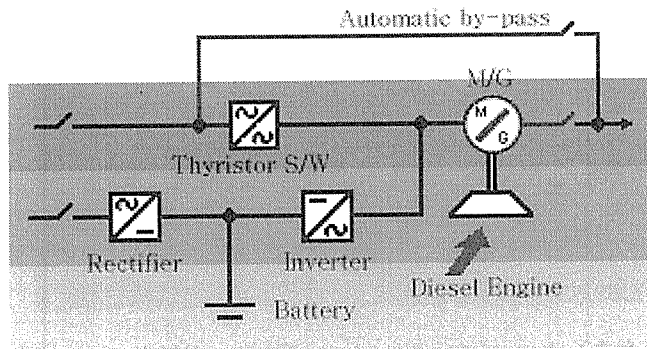 Automatic by-pass
M/G
M
G
Thyristor S/W
Rectifier
Inverter
Diesel Engine
Battery